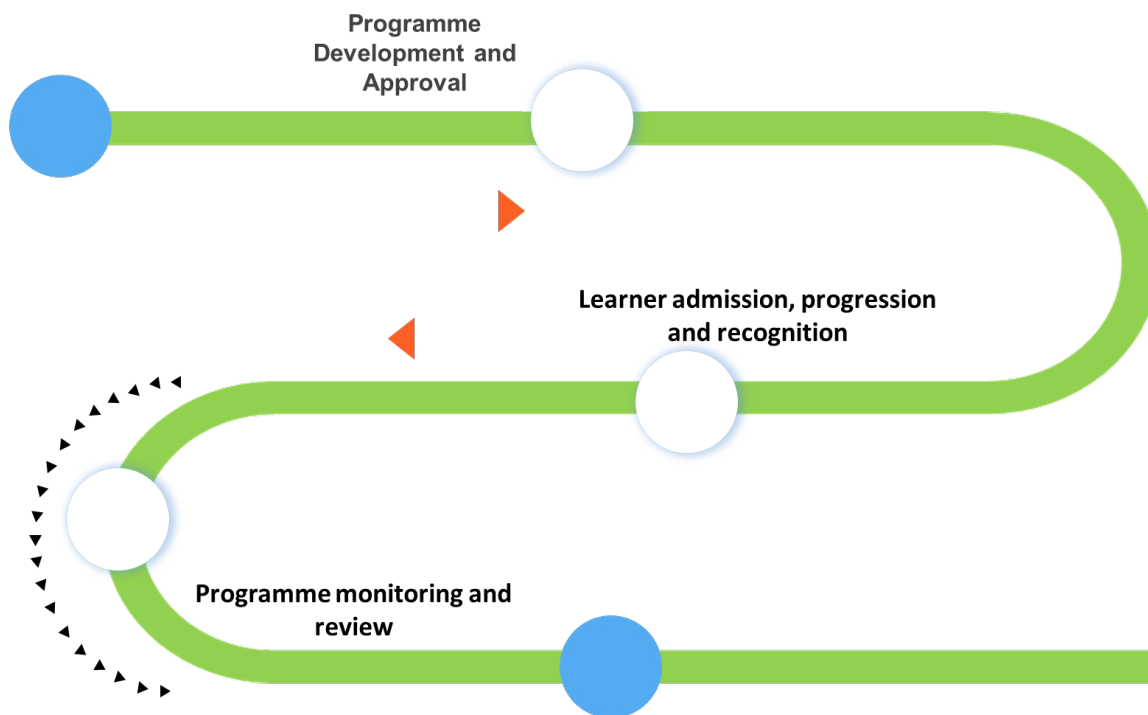 Programme
Development and
Approval
Learner admission, progression
and recognition
Programme monitoring and
review